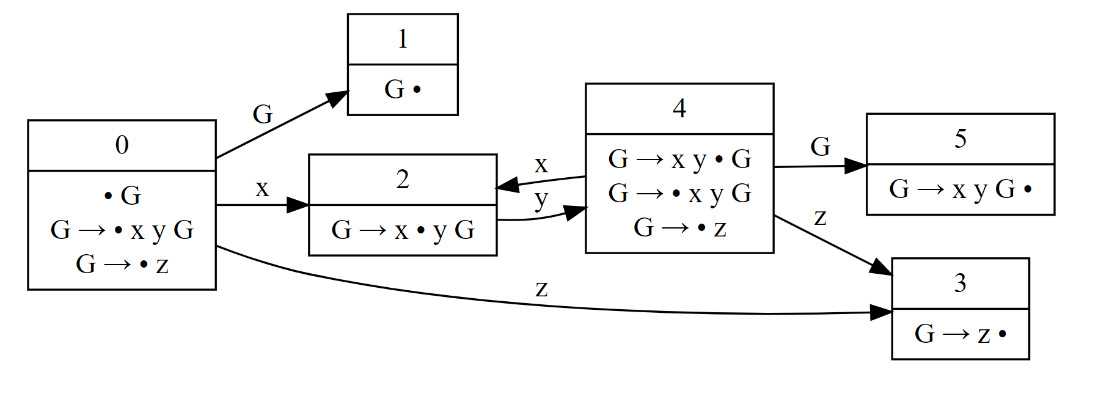 0
• G
G → • x y G
G → • z
G
x
z
1
G •
2
G → x • y G
x
y
4
G → x y • G
G → • x y G
G → • z
G
z
5
G → x y G •
3
G → z •